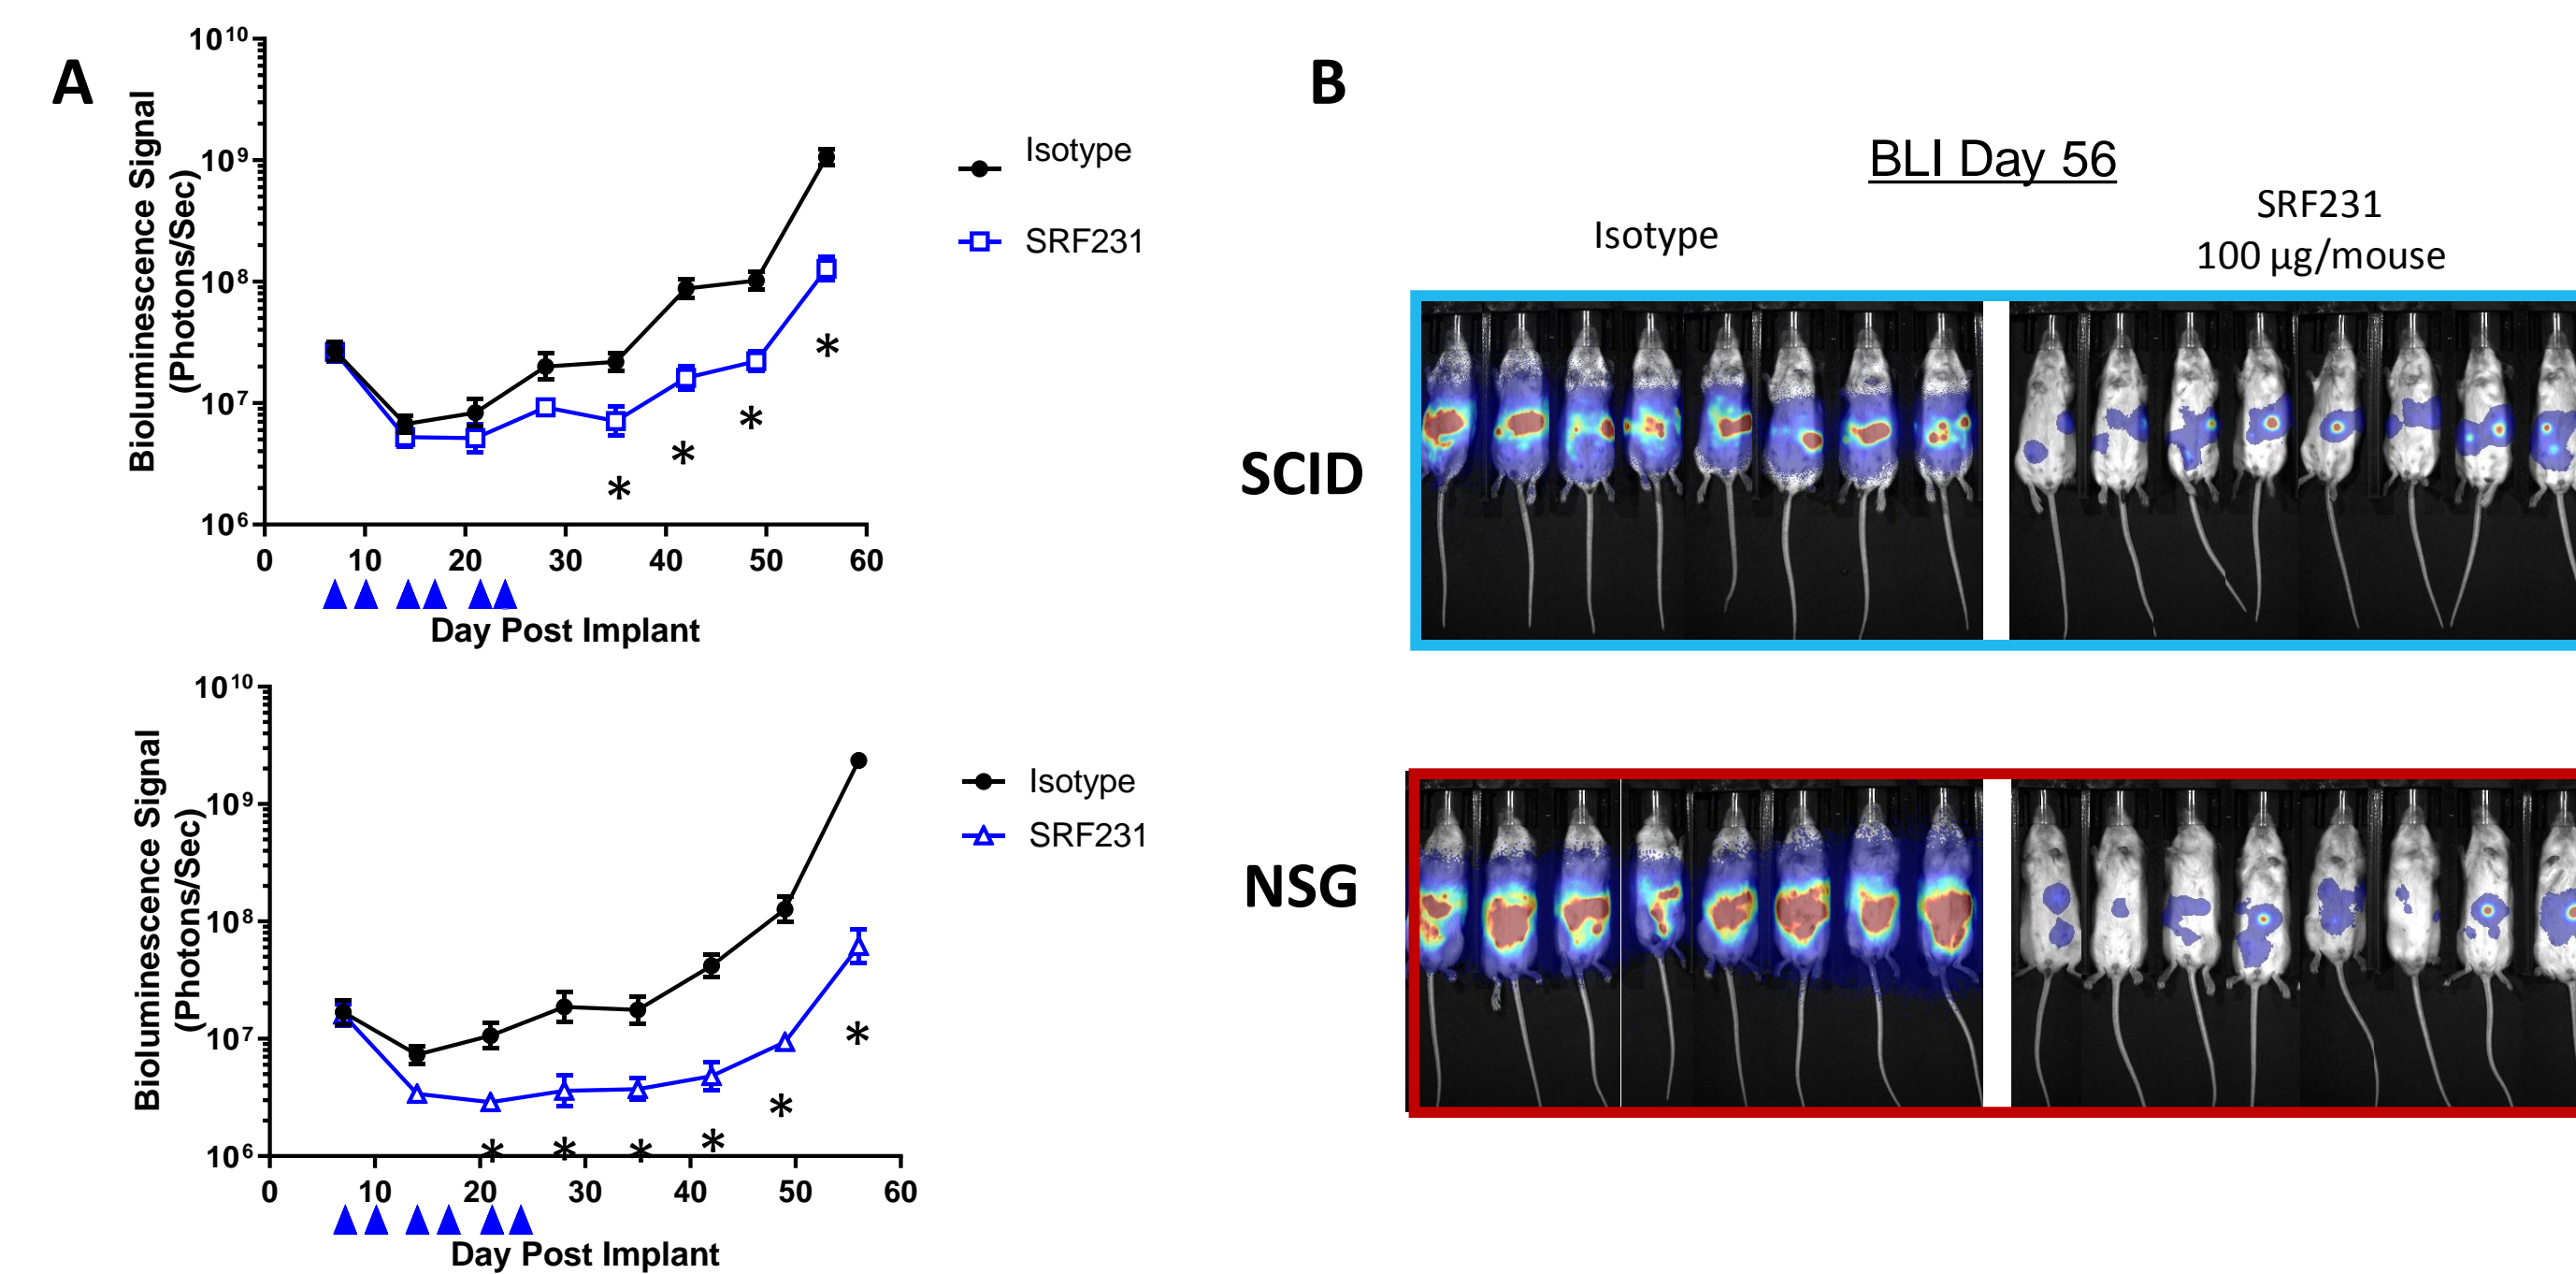 A
10¹⁰
10⁹
10⁸
10⁷
10⁶
Bioluminescence Signal
(Photons/Sec)
Isotype
SRF231
*
*
*
*
0 10 20 30 40 50 60
Day Post Implant
10¹⁰
10⁹
10⁸
10⁷
10⁶
Bioluminescence Signal
(Photons/Sec)
Isotype
SRF231
*
*
* * * *
0 10 20 30 40 50 60
Day Post Implant
B
BLI Day 56
Isotype
SRF231
100 µg/mouse
SCID
NSG